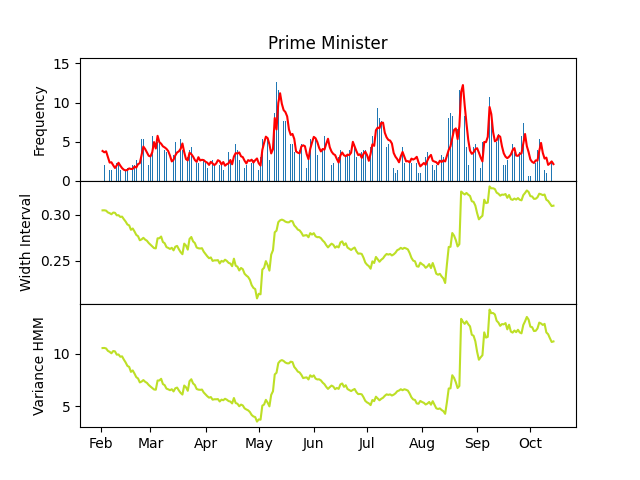 Prime Minister
15
10
5
0
Frequency
0.30
0.25
Width Interval
10
5
Variance HMM
Feb Mar Apr May Jun Jul Aug Sep Oct